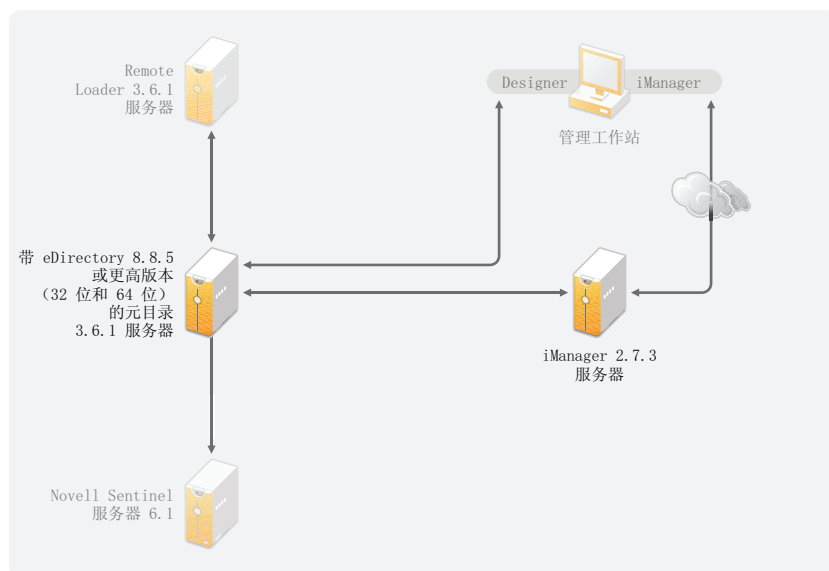 Remote
Loader 3.6.1
服务器
Designer
iManager
管理工作站
带 eDirectory 8.8.5
或更高版本
（32 位和 64 位）
的元目录
3.6.1 服务器
iManager 2.7.3
服务器
Novell Sentinel
服务器 6.1